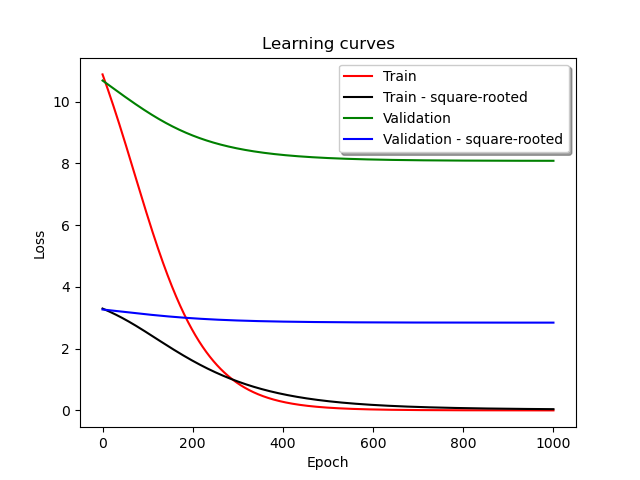 Learning curves
Train
Train - square-rooted
Validation
Validation - square-rooted
10
8
6
4
2
0
Loss
0 200 400 600 800 1000
Epoch